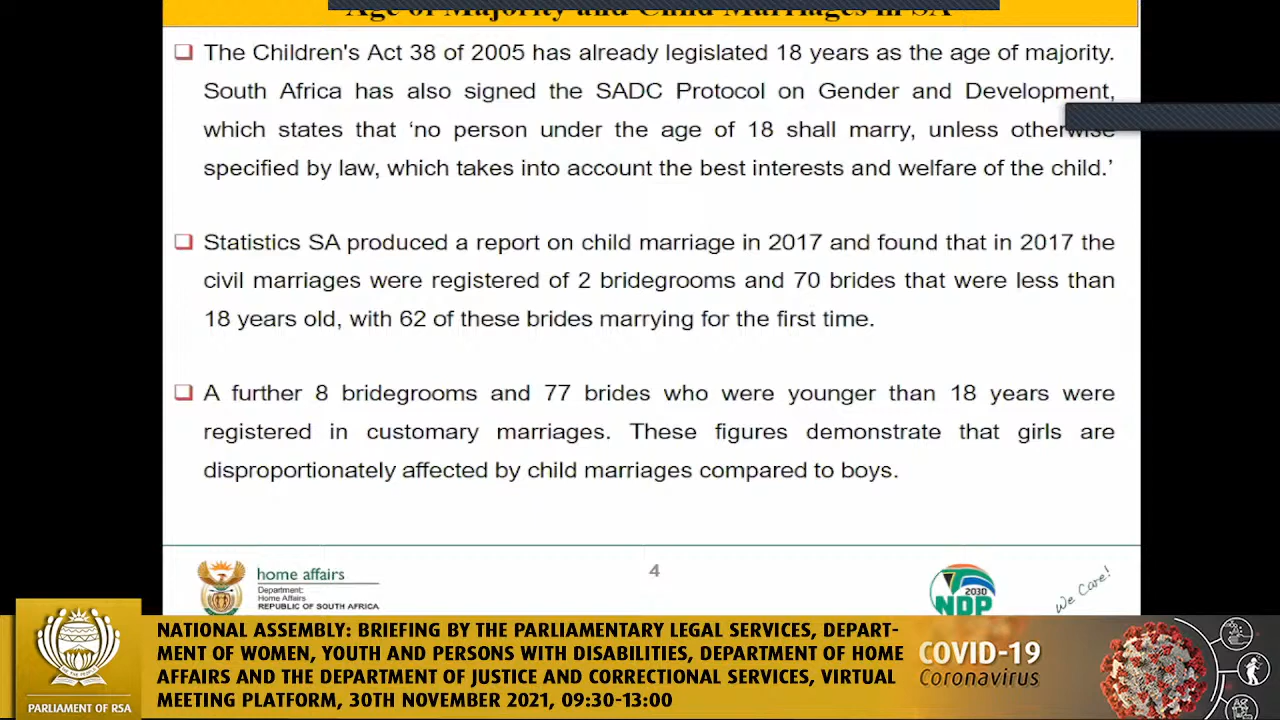 Age of Majority and Child Marriages in SA
❑ The Children's Act 38 of 2005 has already legislated 18 years as the age of majority.
South Africa has also signed the SADC Protocol on Gender and Development,
which states that ‘no person under the age of 18 shall marry, unless otherwise
specified by law, which takes into account the best interests and welfare of the child.’
❑ Statistics SA produced a report on child marriage in 2017 and found that in 2017 the
civil marriages were registered of 2 bridegrooms and 70 brides that were less than
18 years old, with 62 of these brides marrying for the first time.
❑ A further 8 bridegrooms and 77 brides who were younger than 18 years were
registered in customary marriages. These figures demonstrate that girls are
disproportionately affected by child marriages compared to boys.
home affairs
Department:
Home Affairs
REPUBLIC OF SOUTH AFRICA
4
2030
NDP
We Care!
PARLIAMENT OF RSA
NATIONAL ASSEMBLY: BRIEFING BY THE PARLIAMENTARY LEGAL SERVICES, DEPART-
MENT OF WOMEN, YOUTH AND PERSONS WITH DISABILITIES, DEPARTMENT OF HOME
AFFAIRS AND THE DEPARTMENT OF JUSTICE AND CORRECTIONAL SERVICES, VIRTUAL
MEETING PLATFORM, 30TH NOVEMBER 2021, 09:30-13:00
COVID-19
Coronavirus